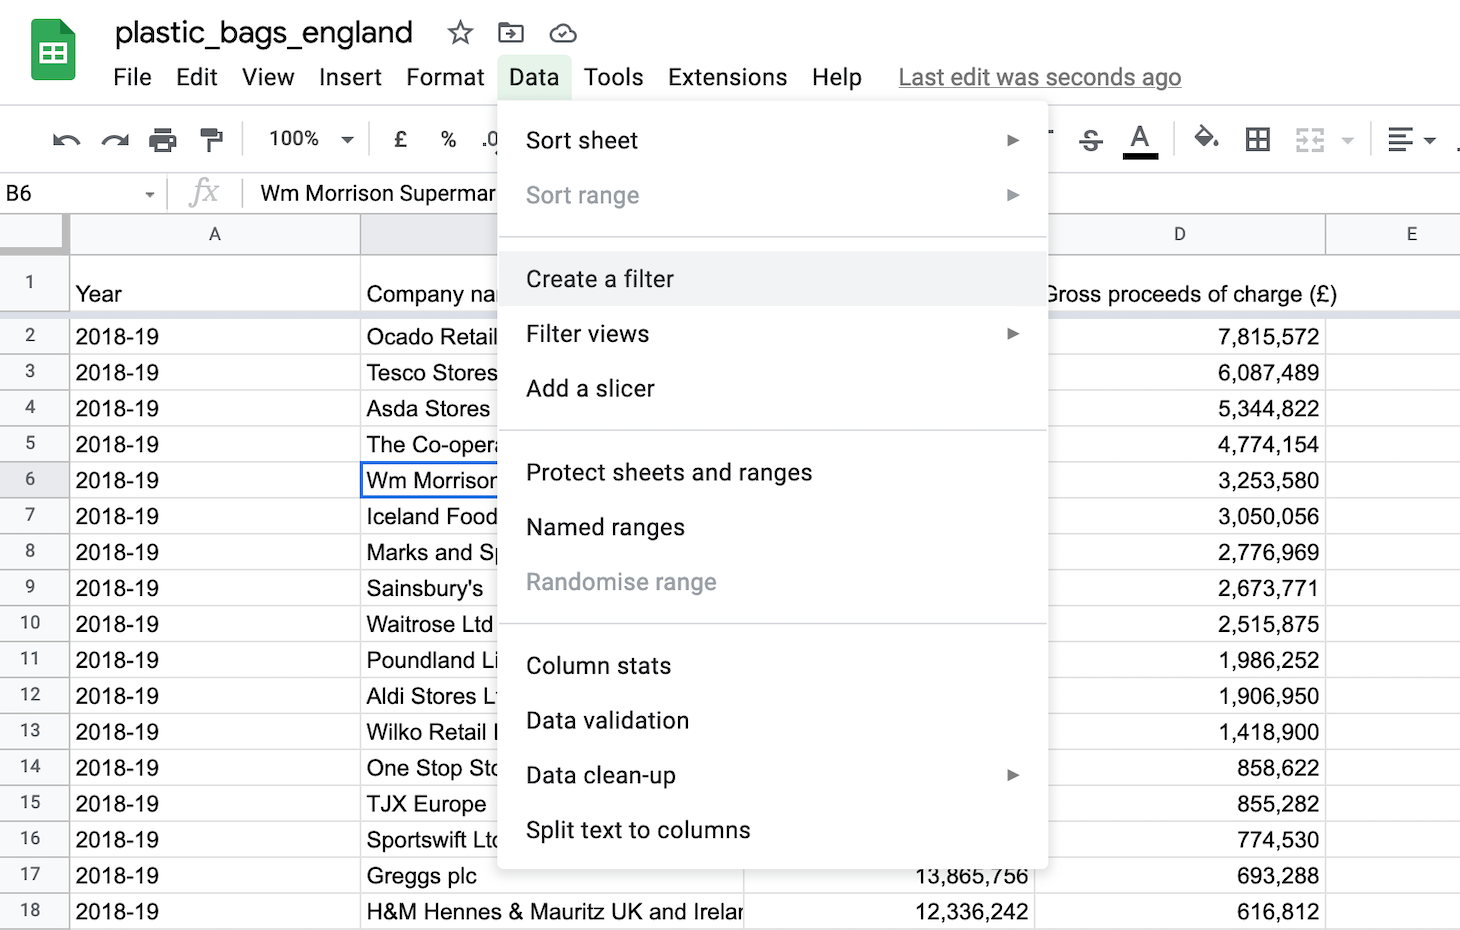 plastic_bags_england
File Edit View Insert Format Data Tools Extensions Help Last edit was seconds ago
100% £ % .0 A
B6 fx Wm Morrison Supermar
Sort sheet
Sort range
Create a filter
Filter views
Add a slicer
Protect sheets and ranges
Named ranges
Randomise range
Column stats
Data validation
Data clean-up
Split text to columns
A D E
1 Year Company Gross proceeds of charge (£)
2 2018-19 Ocado Retail 7,815,572
3 2018-19 Tesco Stores 6,087,489
4 2018-19 Asda Stores 5,344,822
5 2018-19 The Co-opera 4,774,154
6 2018-19 Wm Morrison 3,253,580
7 2018-19 Iceland Food 3,050,056
8 2018-19 Marks and Sp 2,776,969
9 2018-19 Sainsbury's 2,673,771
10 2018-19 Waitrose Ltd 2,515,875
11 2018-19 Poundland Li 1,986,252
12 2018-19 Aldi Stores 1,906,950
13 2018-19 Wilko Retail 1,418,900
14 2018-19 One Stop Sto 858,622
15 2018-19 TJX Europe 855,282
16 2018-19 Sportswift Ltd 774,530
17 2018-19 Greggs plc 13,865,756 693,288
18 2018-19 H&M Hennes & Mauritz UK and Irelan 12,336,242 616,812